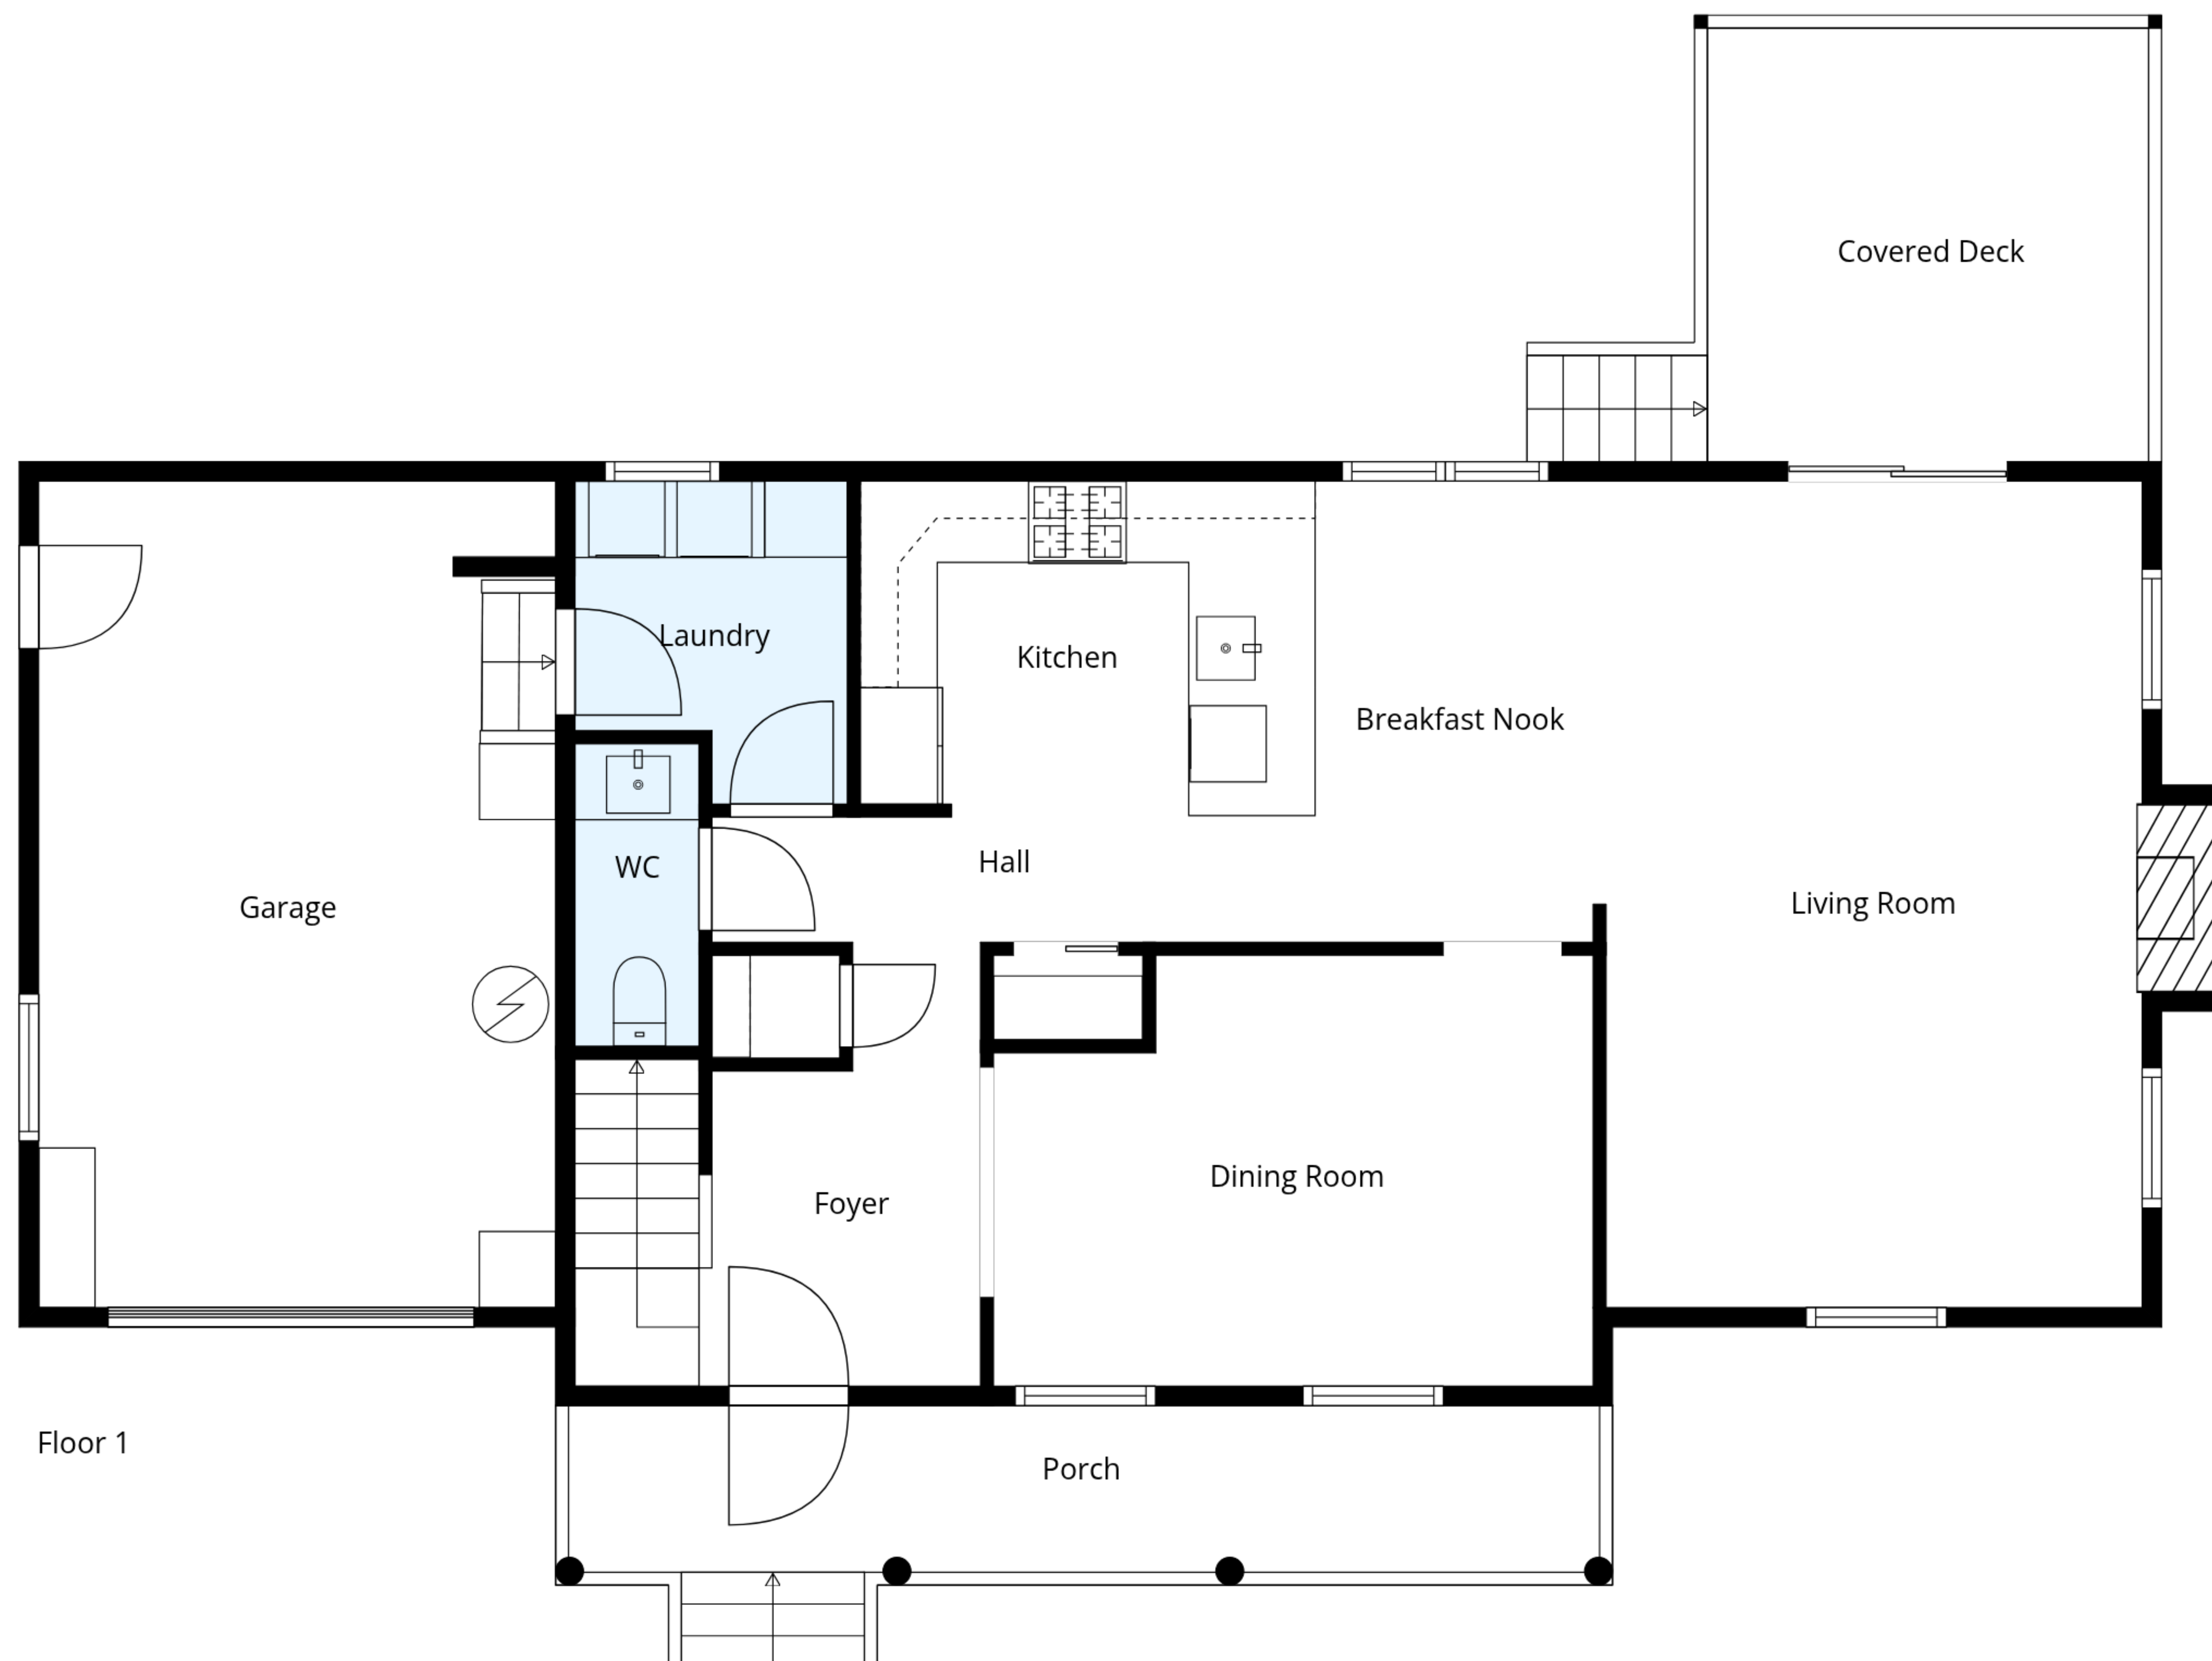 Covered Deck
Laundry
Kitchen
Breakfast Nook
Hall
WC
Garage
Living Room
Dining Room
Foyer
Floor 1
Porch